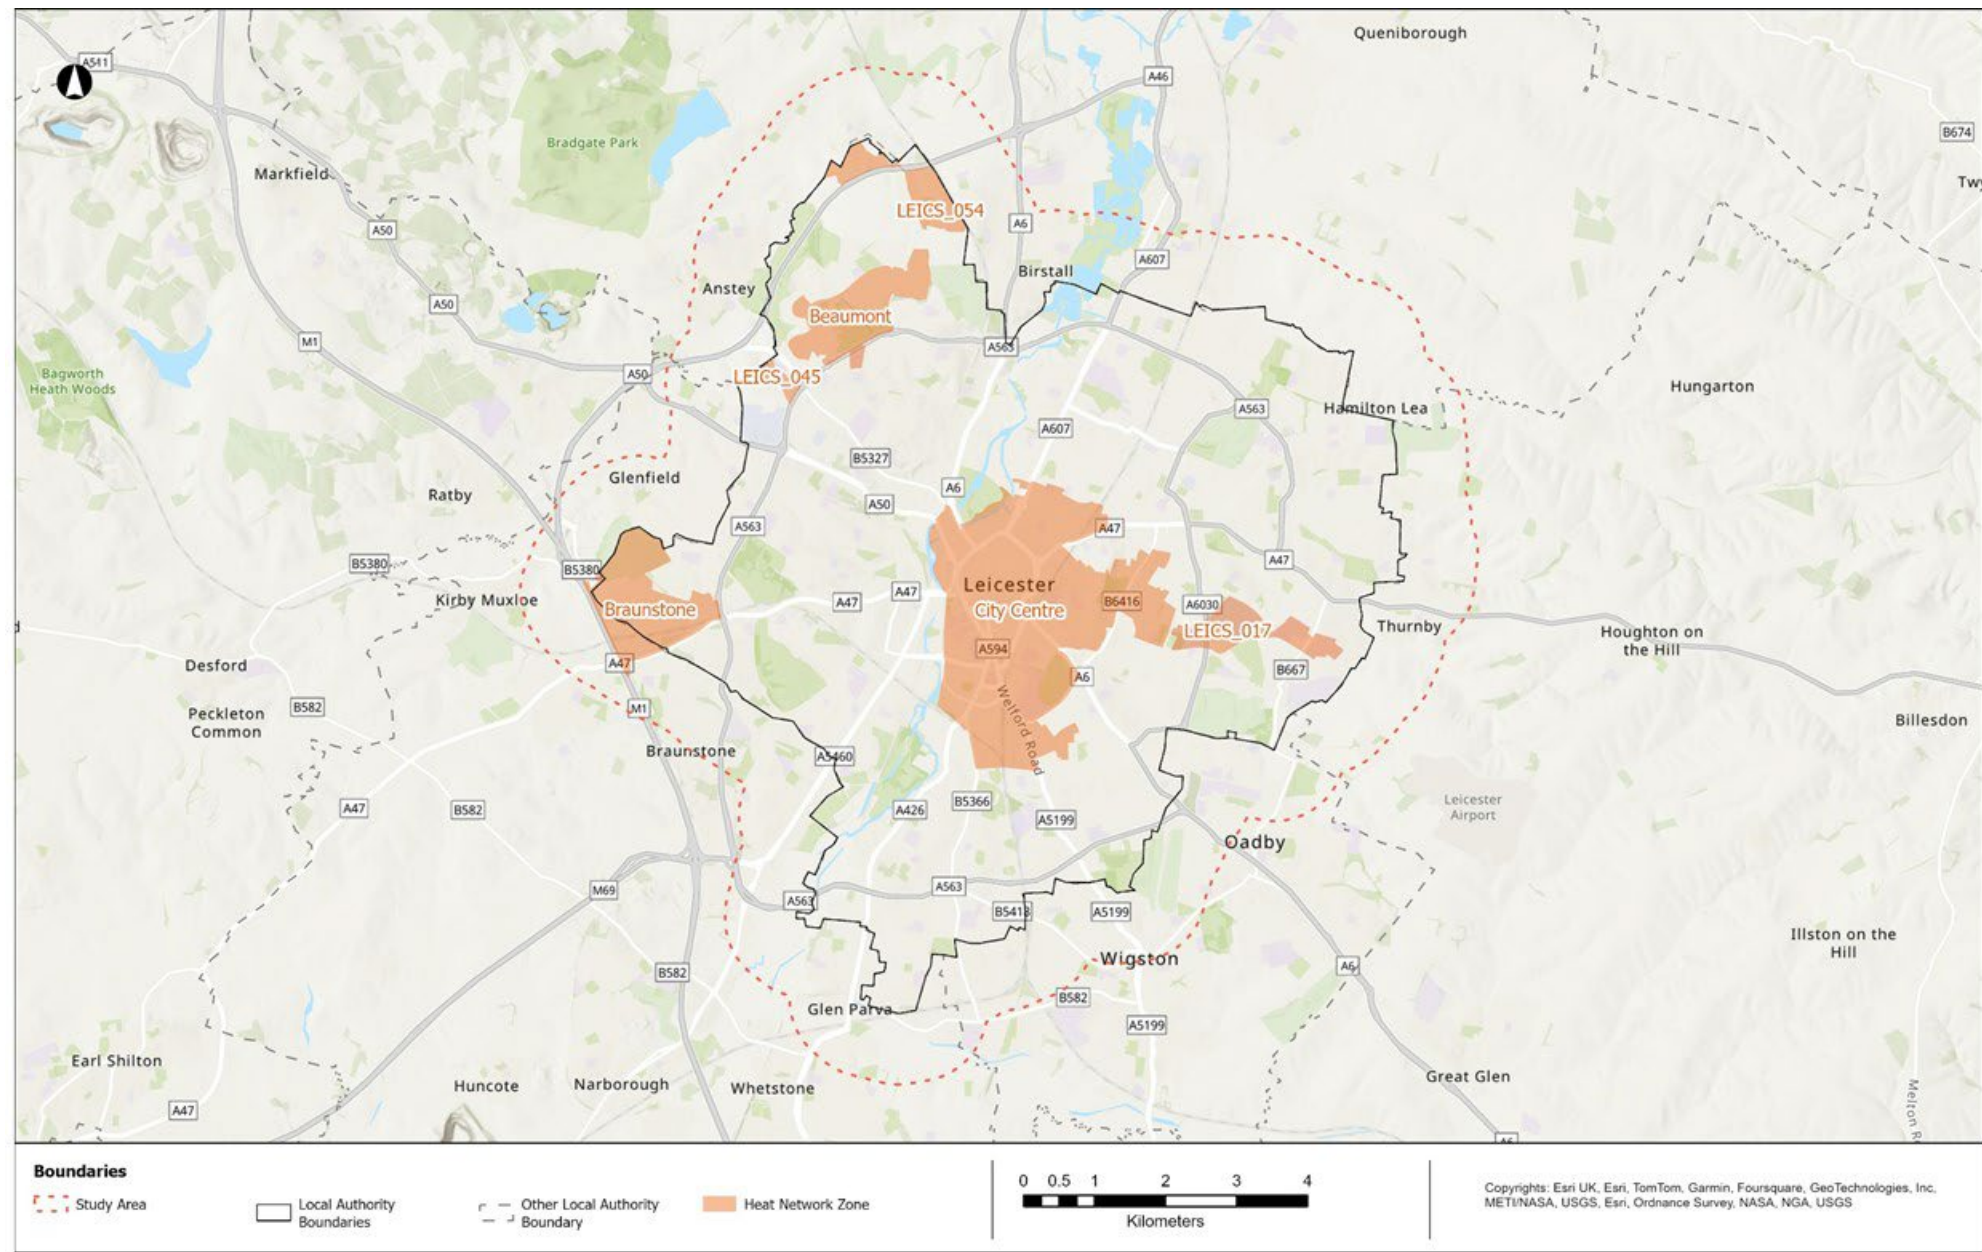 Queniborough
A511
A46
B674
Bradgate Park
Markfield
LEICS_054
A50
A6
Birstall
A607
Anstey
A50
Beaumont
M1
A563
A50
LEICS_045
Bagworth
Heath Woods
Hungarton
A563
Hamilton Lea
A607
B5327
Glenfield
Ratby
A6
A50
A563
A47
A47
B5380
B5380
Leicester
City Centre
A47
A47
B6416
A6030
Kirby Muxloe
Braunstone
LEICS_017
Thurnby
Houghton on
the Hill
A594
Desford
A47
B667
A6
B582
M1
Welford Road
Peckleton
Common
Billesdon
Braunstone
A5460
A47
B582
A426
B5366
A5199
Leicester
Airport
Oadby
M69
A563
A563
B5418
A5199
Illston on the
Hill
Wigston
A6
B582
B582
Glen Parva
A5199
Earl Shilton
Huncote
Narborough
Whetstone
Great Glen
A47
A6
Boundaries
Study Area
Local Authority
Boundaries
Other Local Authority
Boundary
Heat Network Zone
0 0.5 1 2 3 4
Kilometers
Copyrights: Esri UK, Esri, TomTom, Garmin, Foursquare, GeoTechnologies, Inc,
METI/NASA, USGS, Esri, Ordnance Survey, NASA, NGA, USGS